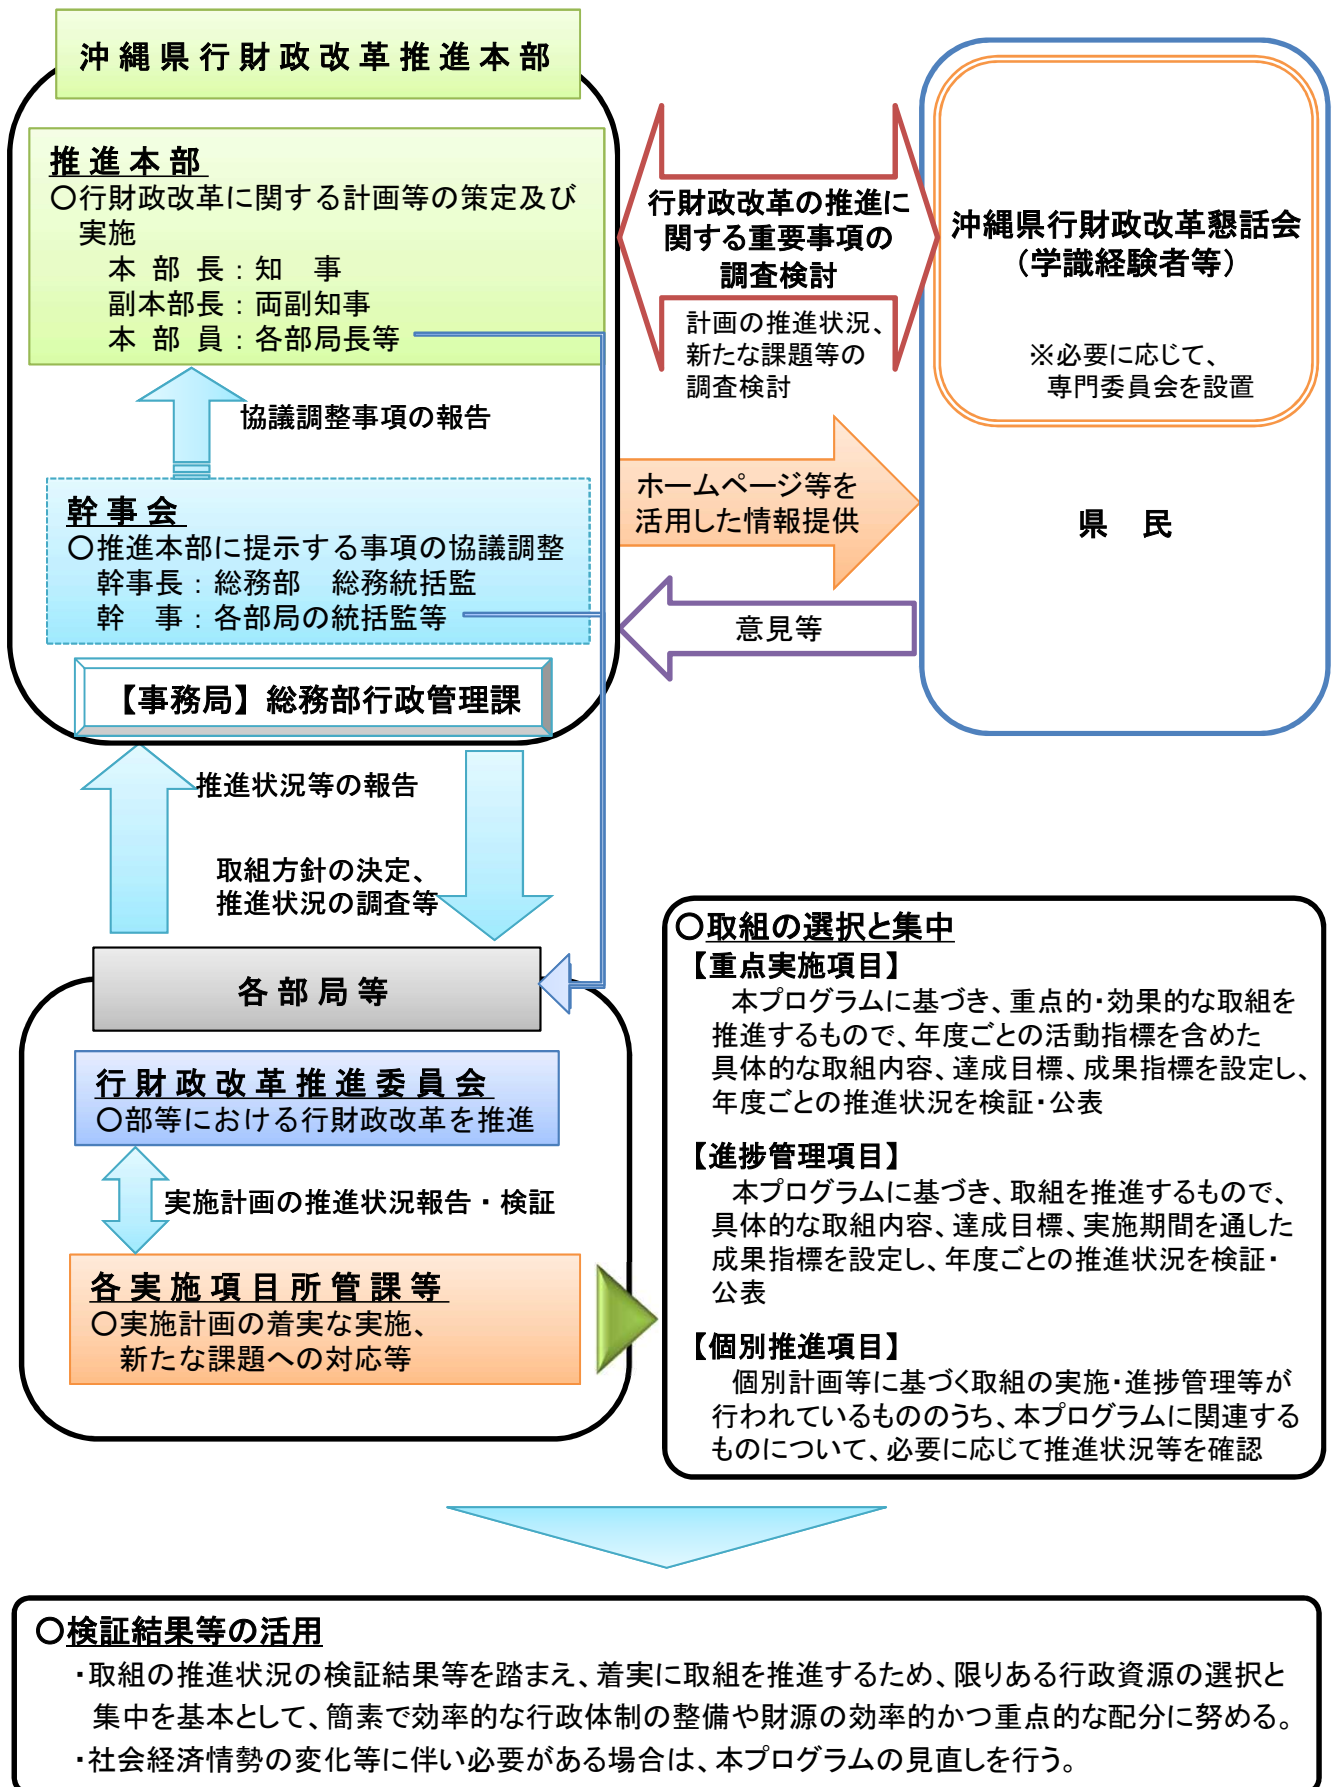 沖縄県行財政改革推進本部
推進本部
○行財政改革に関する計画等の策定及び
実施
本部長：知　事
副本部長：両副知事
本部員：各部局長等
協議調整事項の報告
幹事会
○推進本部に提示する事項の協議調整
幹事長：総務部　総務統括監
幹　事：各部局の統括監等
【事務局】総務部行政管理課
行財政改革の推進に
関する重要事項の
調査検討
計画の推進状況、
新たな課題等の
調査検討
ホームページ等を
活用した情報提供
意見等
沖縄県行財政改革懇話会
（学識経験者等）
※必要に応じて、
専門委員会を設置
県　民
推進状況等の報告
取組方針の決定、
推進状況の調査等
各部局等
行財政改革推進委員会
○部等における行財政改革を推進
実施計画の推進状況報告・検証
各実施項目所管課等
○実施計画の着実な実施、
新たな課題への対応等
○取組の選択と集中
【重点実施項目】
本プログラムに基づき、重点的・効果的な取組を
推進するもので、年度ごとの活動指標を含めた
具体的な取組内容、達成目標、成果指標を設定し、
年度ごとの推進状況を検証・公表
【進捗管理項目】
本プログラムに基づき、取組を推進するもので、
具体的な取組内容、達成目標、実施期間を通した
成果指標を設定し、年度ごとの推進状況を検証・
公表
【個別推進項目】
個別計画等に基づく取組の実施・進捗管理等が
行われているもののうち、本プログラムに関連する
ものについて、必要に応じて推進状況等を確認
○検証結果等の活用
・取組の推進状況の検証結果等を踏まえ、着実に取組を推進するため、限りある行政資源の選択と
集中を基本として、簡素で効率的な行政体制の整備や財源の効率的かつ重点的な配分に努める。
・社会経済情勢の変化等に伴い必要がある場合は、本プログラムの見直しを行う。